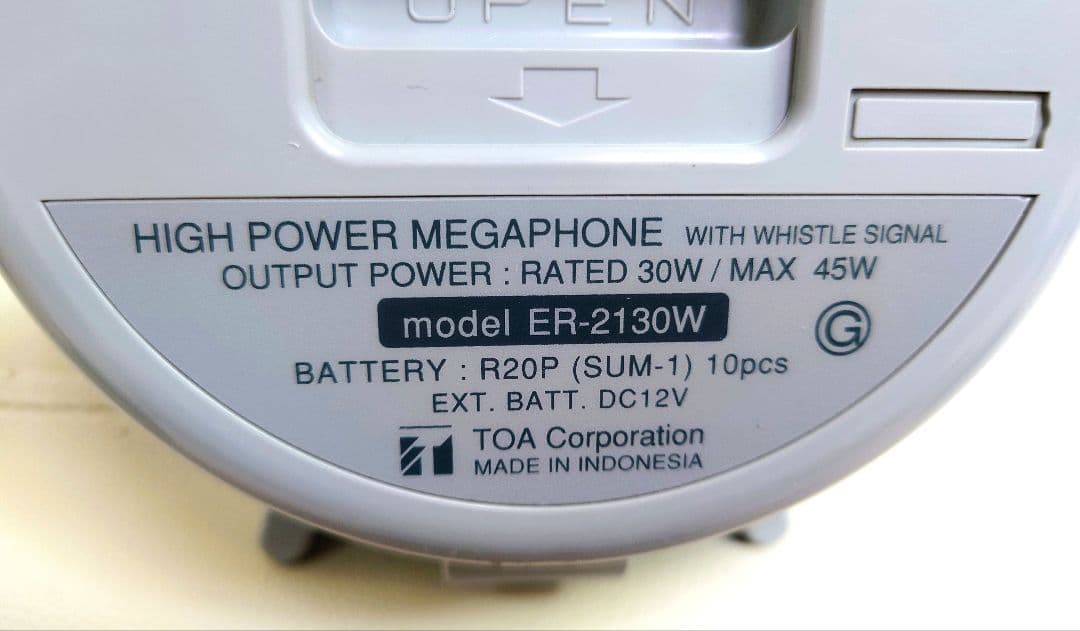 OPEN
HIGH POWER MEGAPHONE WITH WHISTLE SIGNAL
OUTPUT POWER : RATED 30W / MAX 45W
model ER-2130W
G
BATTERY : R20P (SUM-1) 10pcs
EXT. BATT. DC12V
TOA Corporation
MADE IN INDONESIA